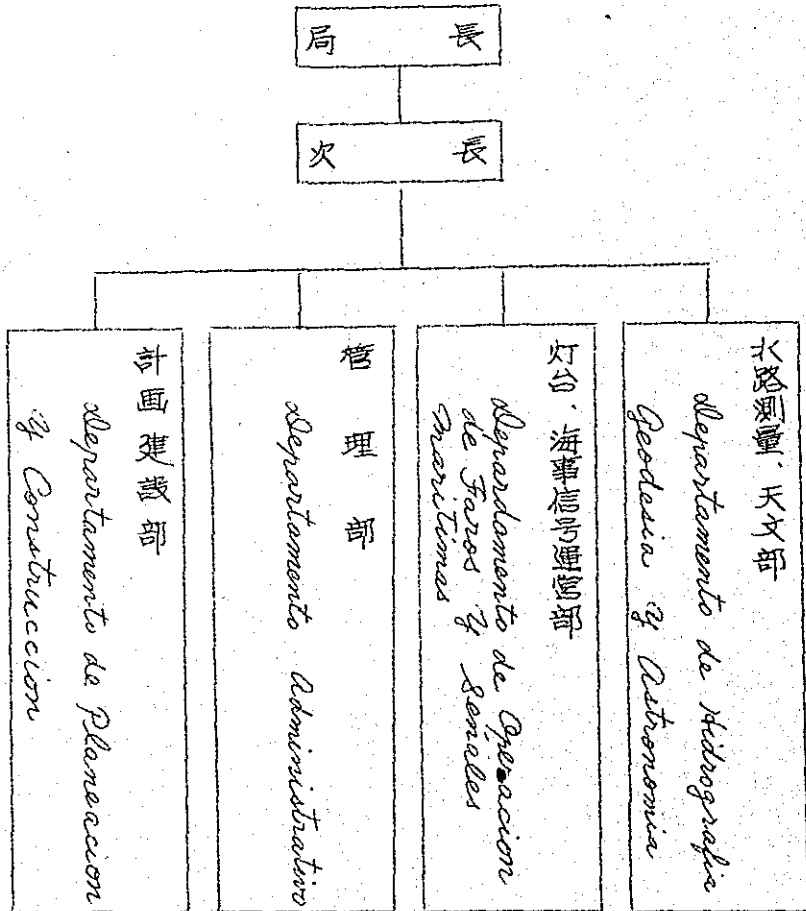 局長
次長
水路測量、天文部
Departamento de Hidrografia
Geodesia y Astronomia
灯台、海事信号運営部
Depardomento de Operacion
de Faros y Señales
maritimas
管理部
Departamento Administrativo
計画建設部
Departamento de Planeacion
y Construccion